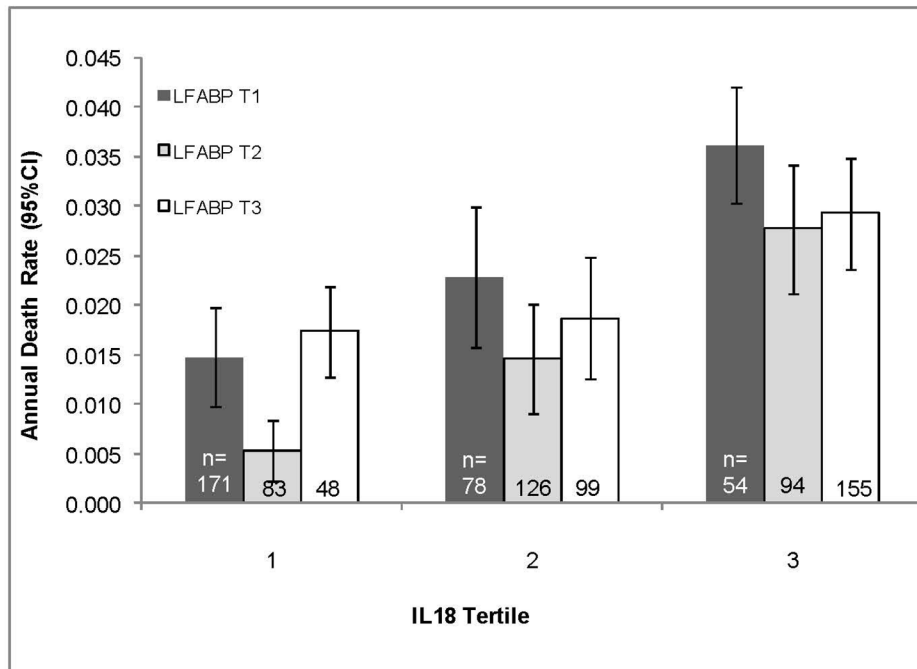 0.045
0.040
0.035
0.030
0.025
0.020
0.015
0.010
0.005
0.000
Annual Death Rate (95%CI)
LFABP T1
LFABP T2
LFABP T3
n=
171
83
48
n=
78
126
99
n=
54
94
155
1
2
3
IL18 Tertile